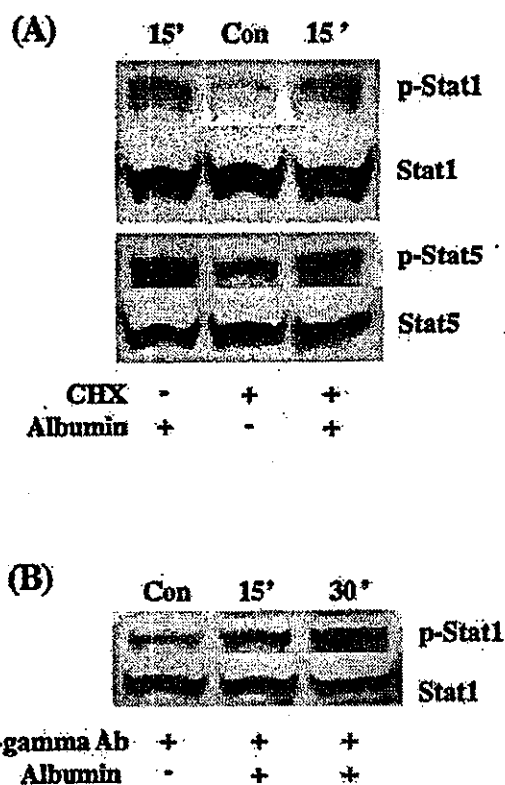 (A)
15' Con 15'
p-Stat1
Stat1
p-Stat5
Stat5
CHX - + +
Albumin + - +
(B)
Con 15' 30'
p-Stat1
Stat1
-gamma Ab + + +
Albumin - + +